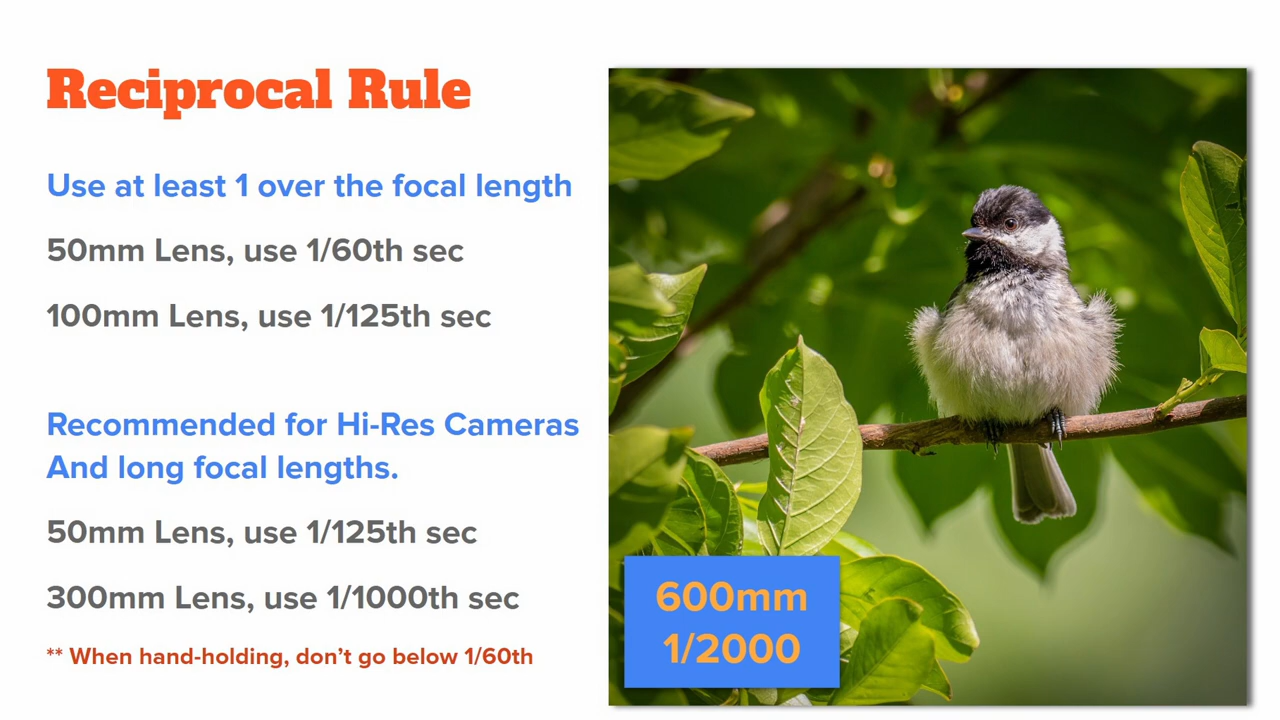 Reciprocal Rule
Use at least 1 over the focal length
50mm Lens, use 1/60th sec
100mm Lens, use 1/125th sec
Recommended for Hi-Res Cameras
And long focal lengths.
50mm Lens, use 1/125th sec
300mm Lens, use 1/1000th sec
** When hand-holding, don’t go below 1/60th
600mm
1/2000